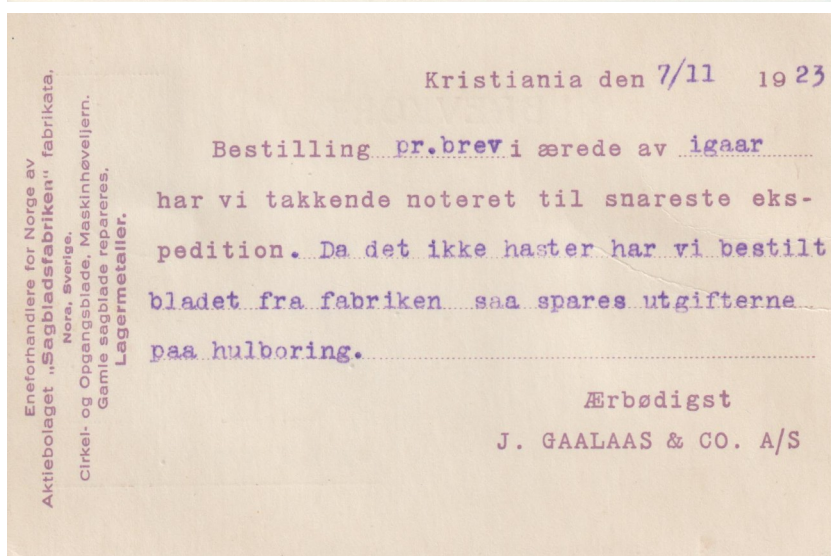 Kristiania den 7/11 1923
Bestilling pr.brev i ærede av igaar
har vi takkende noteret til snareste eks-
pedition. Da det ikke haster har vi bestilt
bladet fra fabriken saa spares utgifterne
paa hulboring.
Ærbødigst
J. GAALAAS & CO. A/S
Eneforhandlere for Norge av
Aktiebolaget „Sagbladsfabriken" fabrikata,
Nora, Sverige.
Cirkel- og Opgangsblade, Maskinhøveljern.
Gamle sagblade repareres.
Lagermetaller.